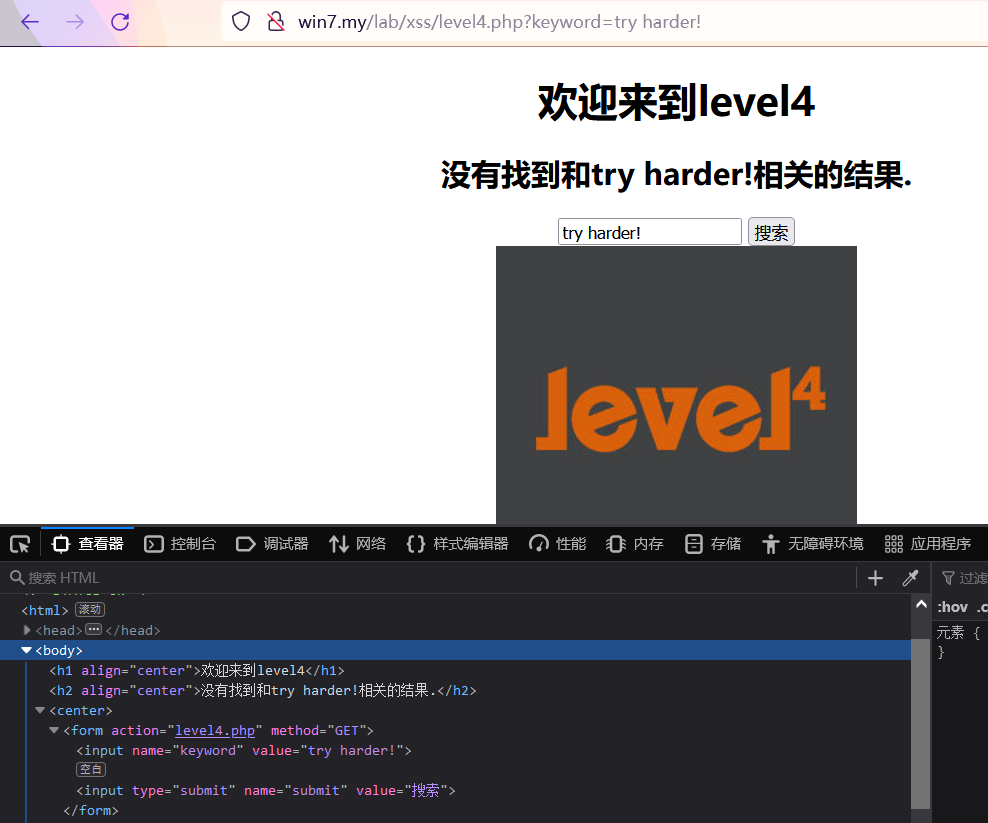 win7.my/lab/xss/level4.php?keyword=try harder!
欢迎来到level4
没有找到和try harder!相关的结果.
try harder! 搜索
level4
查看器 控制台 调试器 网络 样式编辑器 性能 内存 存储 无障碍环境 应用程序
搜索 HTML
过滤
<html> 滚动
:hov .c
<head> ••• </head>
元素 {
<body>
}
<h1 align="center">欢迎来到level4</h1>
<h2 align="center">没有找到和try harder!相关的结果.</h2>
<center>
<form action="level4.php" method="GET">
<input name="keyword" value="try harder!">
空白
<input type="submit" name="submit" value="搜索">
</form>